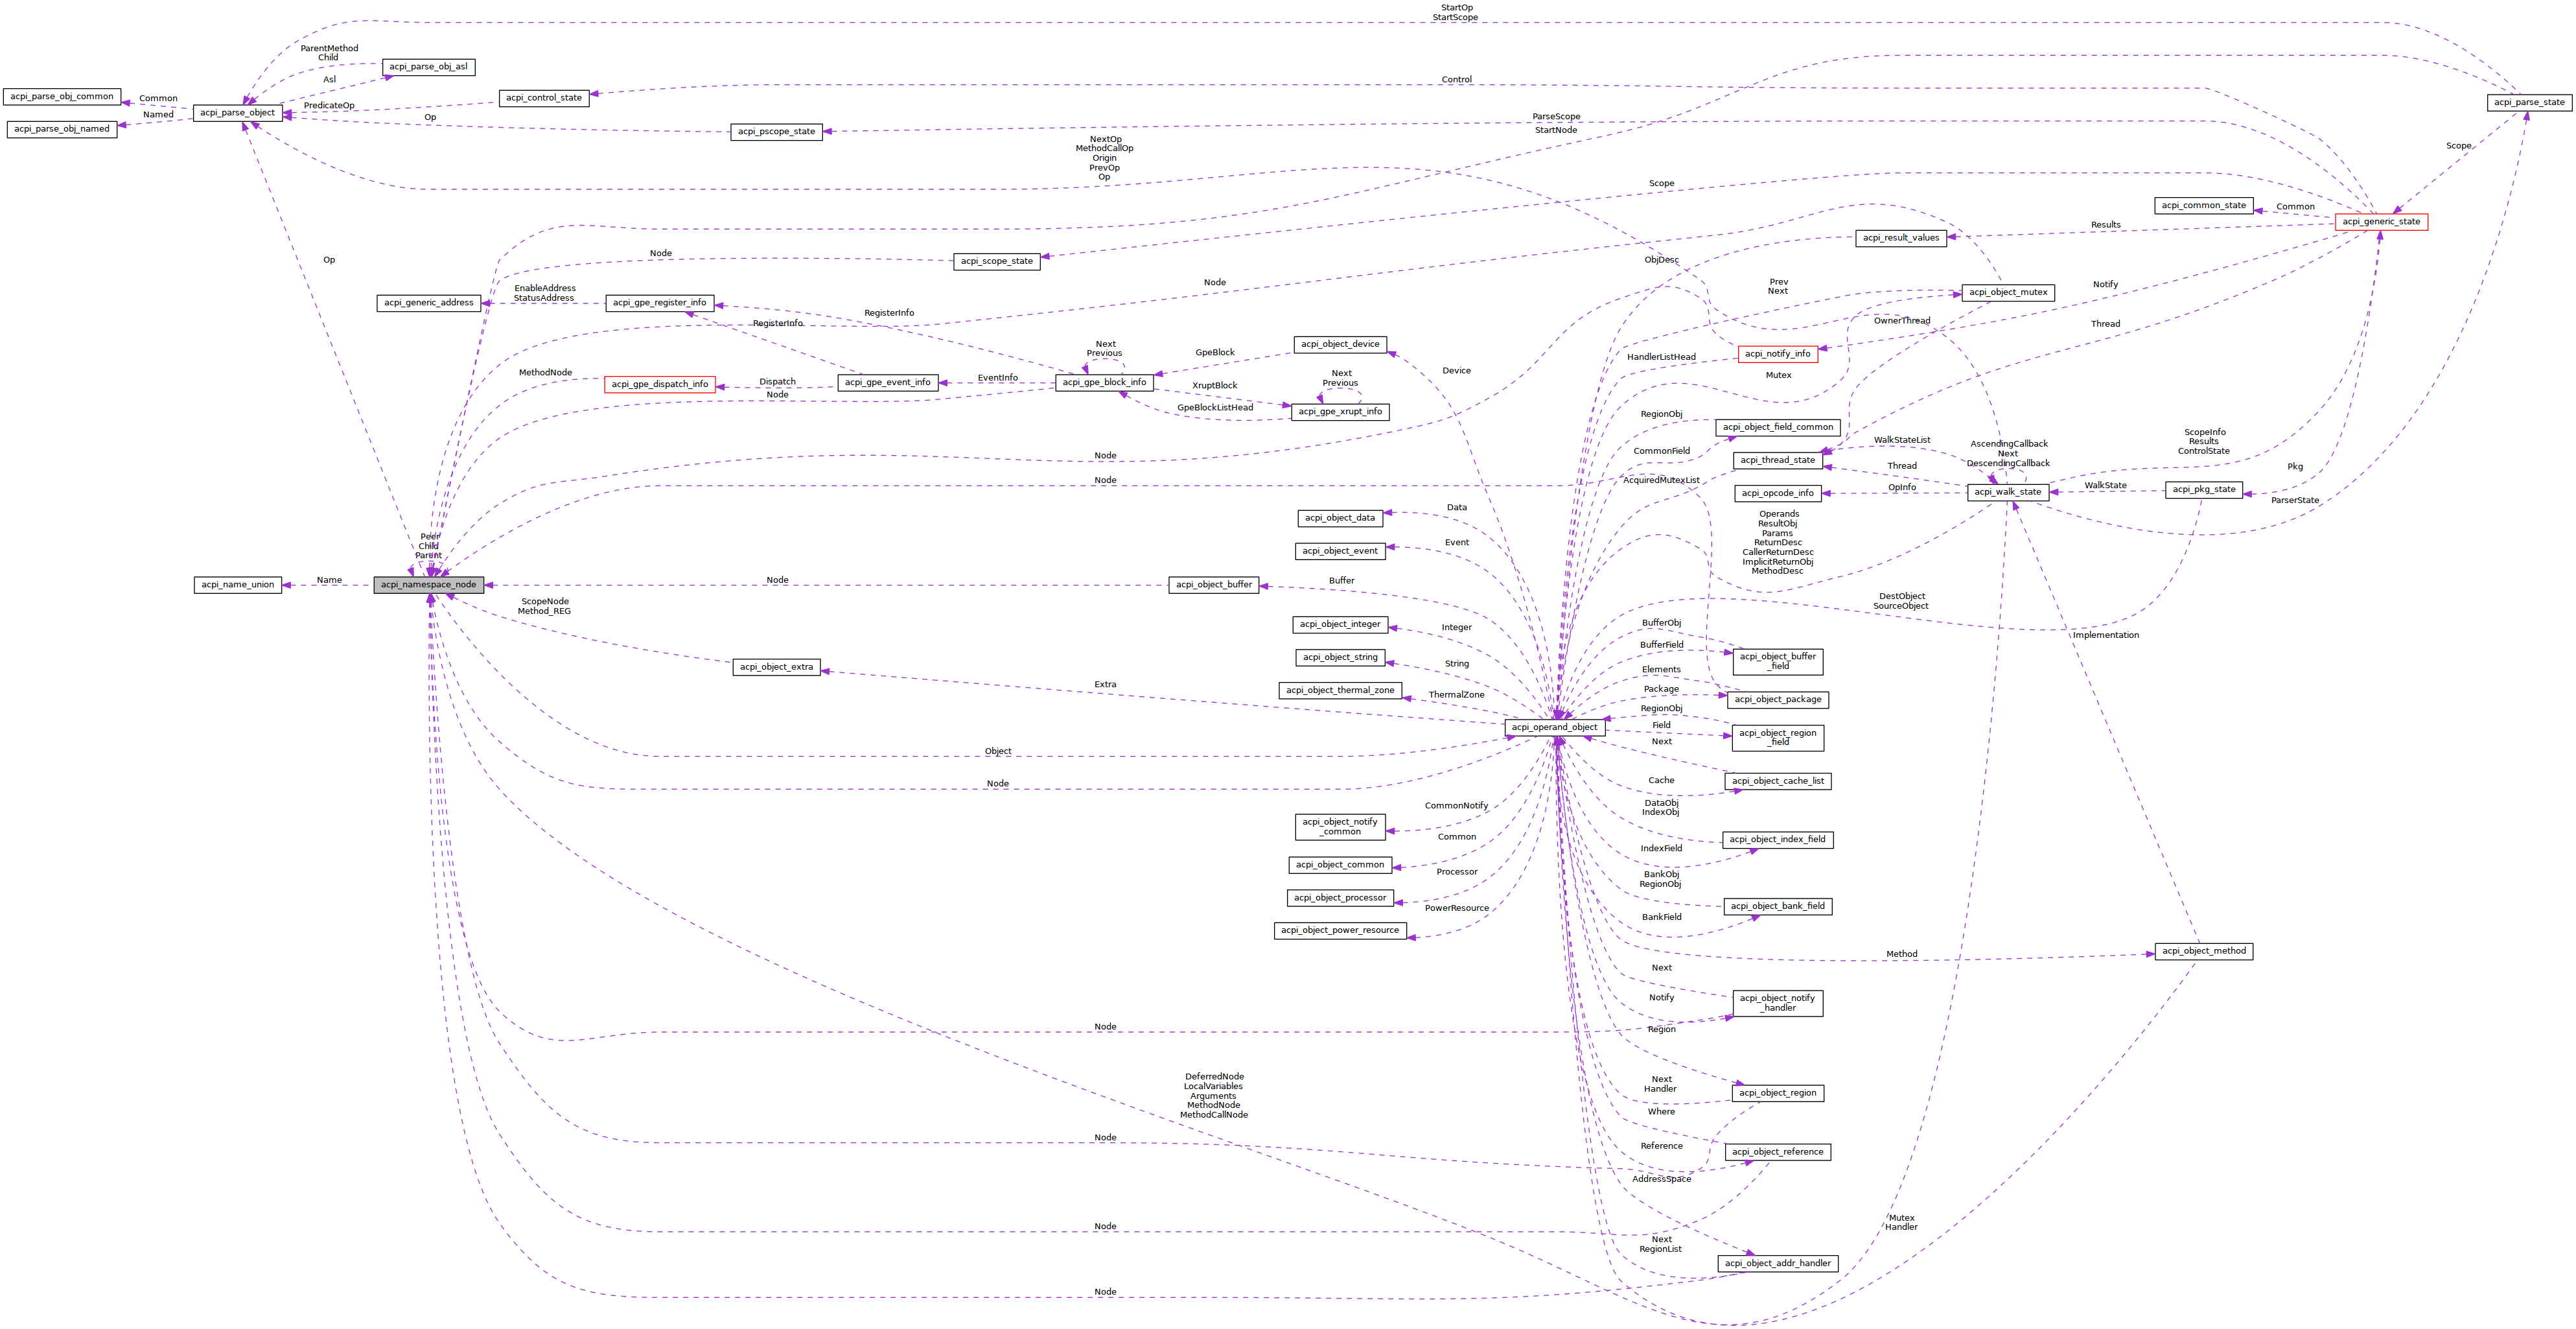 StartOp
StartScope
ParentMethod
Child
acpi_parse_obj_asl
Asl
Control
acpi_parse_obj_common
Common
acpi_control_state
acpi_parse_state
PredicateOp
acpi_parse_object
Named
Op
ParseScope
acpi_parse_obj_named
acpi_pscope_state
StartNode
NextOp
MethodCallOp
Origin
PrevOp
Op
Scope
Scope
acpi_common_state
Common
acpi_generic_state
Results
acpi_result_values
Op
Node
acpi_scope_state
ObjDesc
Node
Prev
Next
Notify
EnableAddress
StatusAddress
acpi_generic_address
acpi_gpe_register_info
acpi_object_mutex
RegisterInfo
RegisterInfo
OwnerThread
Thread
Next
Previous
acpi_object_device
GpeBlock
HandlerListHead
acpi_notify_info
MethodNode
acpi_gpe_dispatch_info
Dispatch
acpi_gpe_event_info
EventInfo
acpi_gpe_block_info
XruptBlock
Next
Previous
Device
Mutex
Node
GpeBlockListHead
acpi_gpe_xrupt_info
RegionObj
acpi_object_field_common
ScopeInfo
Results
ControlState
Node
CommonField
WalkStateList
AscendingCallback
Next
DescendingCallback
acpi_thread_state
Thread
Pkg
Node
AcquiredMutexList
acpi_opcode_info
OpInfo
acpi_walk_state
WalkState
acpi_pkg_state
ParserState
Data
acpi_object_data
Operands
ResultObj
Params
ReturnDesc
CallerReturnDesc
ImplicitReturnObj
MethodDesc
Event
acpi_object_event
Peer
Child
Parent
acpi_name_union
Name
acpi_namespace_node
Node
acpi_object_buffer
Buffer
ScopeNode
Method_REG
DestObject
SourceObject
acpi_object_integer
Integer
BufferObj
Implementation
BufferField
acpi_object_buffer
_field
acpi_object_string
String
acpi_object_extra
Extra
Elements
acpi_object_thermal_zone
ThermalZone
Package
acpi_object_package
RegionObj
acpi_operand_object
Field
acpi_object_region
_field
Next
Object
Node
Cache
acpi_object_cache_list
CommonNotify
DataObj
IndexObj
acpi_object_notify
_common
Common
acpi_object_index_field
IndexField
acpi_object_common
Processor
BankObj
RegionObj
acpi_object_processor
PowerResource
acpi_object_bank_field
BankField
acpi_object_power_resource
Method
acpi_object_method
Next
Notify
acpi_object_notify
_handler
Node
Region
DeferredNode
LocalVariables
Arguments
MethodNode
MethodCallNode
Next
Handler
acpi_object_region
Where
Node
Reference
acpi_object_reference
AddressSpace
Node
Mutex
Handler
Next
RegionList
acpi_object_addr_handler
Node